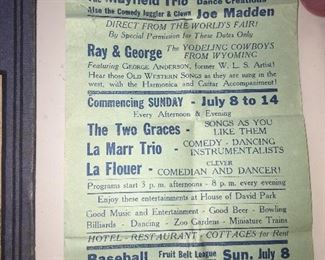 The Mayfield Trio Dance Creations
Also the Comedy Juggler & Clown Joe Madden
DIRECT FROM THE WORLD'S FAIR!
By Special Permission for These Dates Only
Ray & George The YODELING COWBOYS
FROM WYOMING
Featuring GEORGE ANDERSON, former W. L. S. Artist!
Hear those OLD WESTERN SONGS as they are sung in the
west, with the Harmonica and Guitar Accompaniment!
Commencing SUNDAY - July 8 to 14
Every Afternoon & Evening
The Two Graces - SONGS AS YOU
LIKE THEM
La Marr Trio - COMEDY - DANCING
INSTRUMENTALISTS
La Flouer - CLEVER
COMEDIAN AND DANCER!
Programs start 3 p. m. afternoons - 8 p. m. every evening
Enjoy these entertainments at House of David Park
Good Music and Entertainment - Good Beer - Bowling
Billiards - Dancing - Zoo Gardens - Miniature Trains
HOTEL - RESTAURANT - COTTAGES for Rent
Baseball Fruit Belt League Sun. July 8